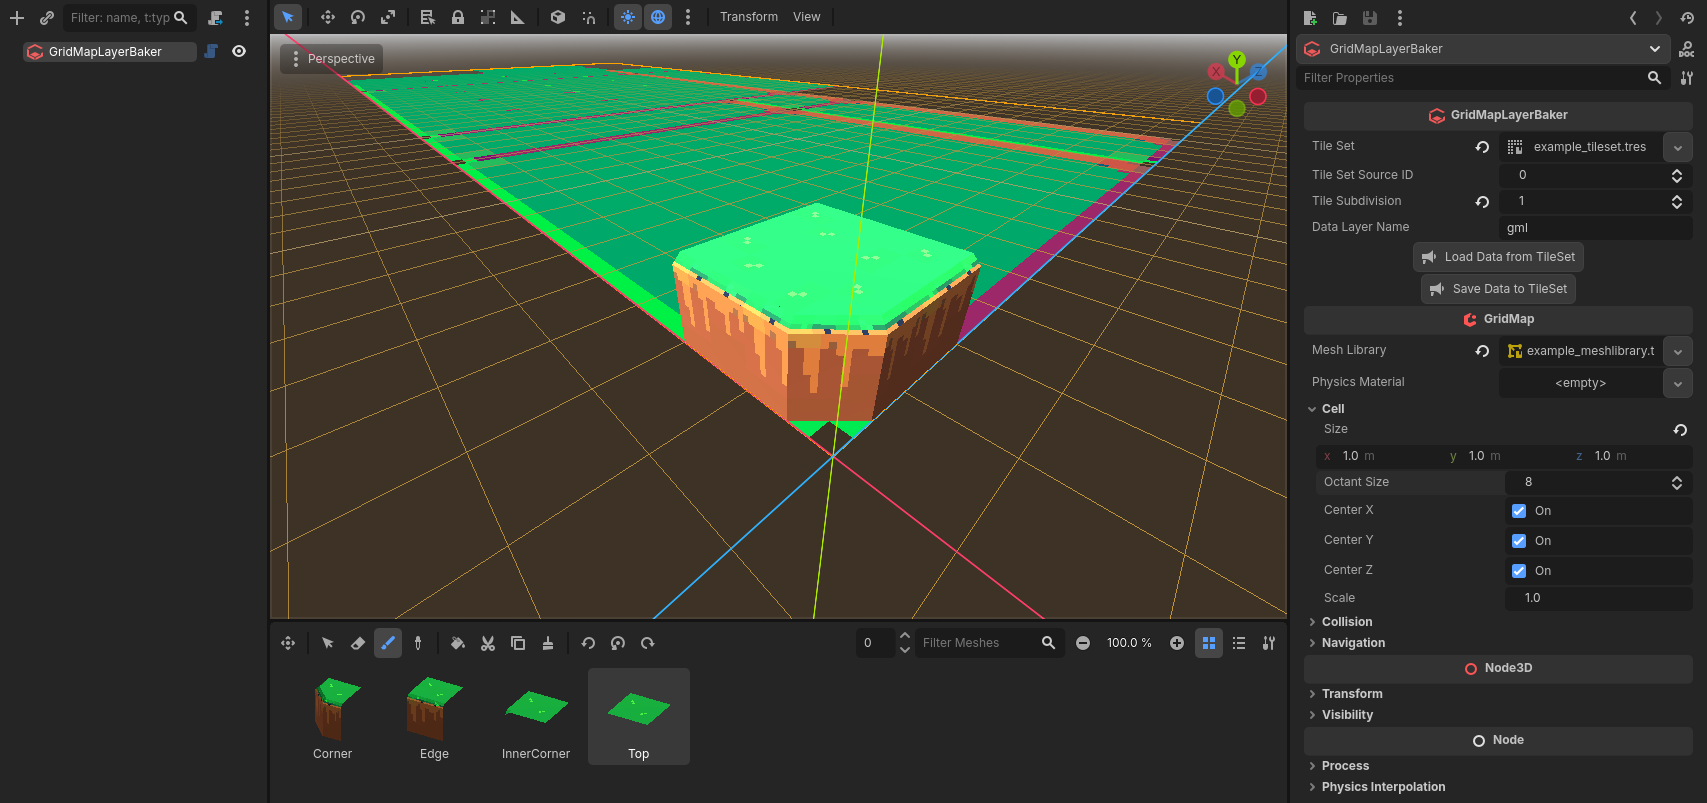 Filter: name, t:typ
GridMapLayerBaker
Transform View
Perspective
X Y Z
Corner
Edge
InnerCorner
Top
0
Filter Meshes
100.0 %
GridMapLayerBaker
Filter Properties
GridMapLayerBaker
Tile Set
example_tileset.tres
Tile Set Source ID
0
Tile Subdivision
1
Data Layer Name
gml
Load Data from TileSet
Save Data to TileSet
GridMap
Mesh Library
example_meshlibrary.t
Physics Material
<empty>
Cell
Size
x 1.0 m y 1.0 m z 1.0 m
Octant Size
8
Center X
On
Center Y
On
Center Z
On
Scale
1.0
Collision
Navigation
Node3D
Transform
Visibility
Node
Process
Physics Interpolation